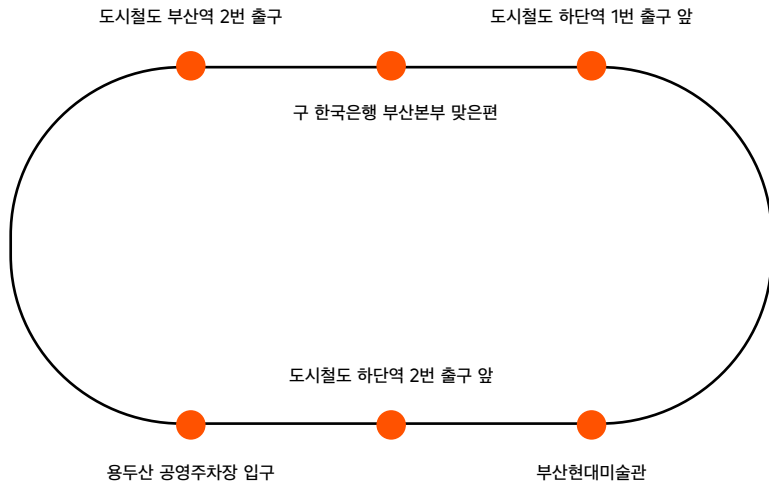 도시철도 부산역 2번 출구
도시철도 하단역 1번 출구 앞
구 한국은행 부산본부 맞은편
도시철도 하단역 2번 출구 앞
용두산 공영주차장 입구
부산현대미술관